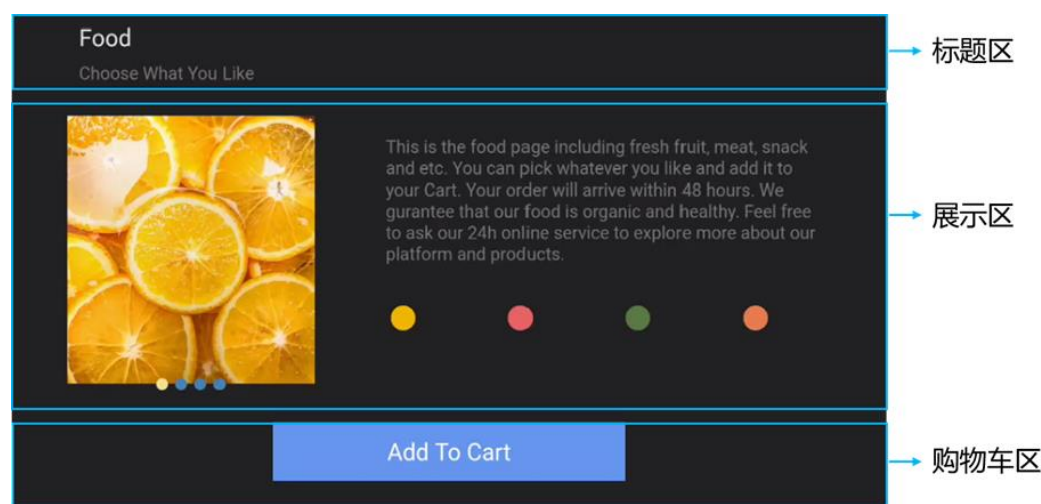 Food
Choose What You Like
标题区
This is the food page including fresh fruit, meat, snack
and etc. You can pick whatever you like and add it to
your Cart. Your order will arrive within 48 hours. We
gurantee that our food is organic and healthy. Feel free
to ask our 24h online service to explore more about our
platform and products.
展示区
Add To Cart
购物车区